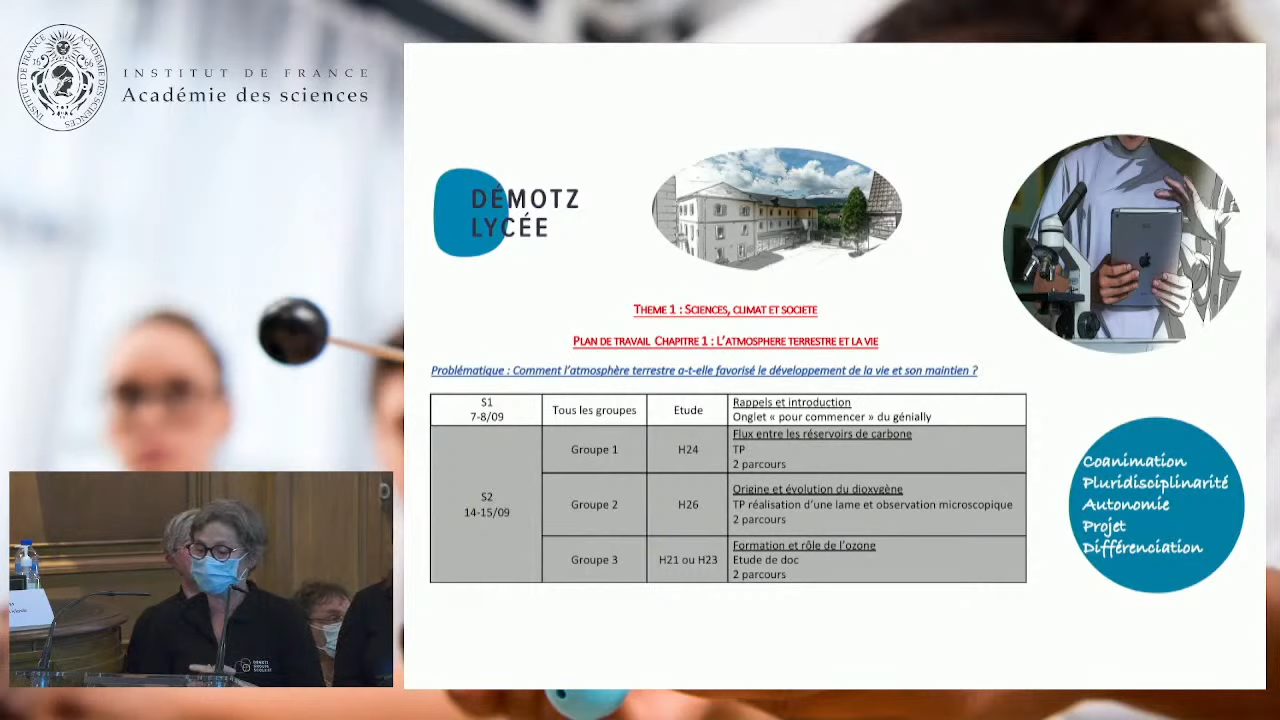 INSTITUT DE FRANCE
Académie des sciences
DÉMOTZ
LYCÉE
THEME 1 : SCIENCES, CLIMAT ET SOCIETE
PLAN DE TRAVAIL CHAPITRE 1 : L'ATMOSPHERE TERRESTRE ET LA VIE
Problématique : Comment l'atmosphère terrestre a-t-elle favorisé le développement de la vie et son maintien ?
S1
7-8/09
Tous les groupes
Etude
Rappels et introduction
Onglet « pour commencer » du génially
S2
14-15/09
Groupe 1
H24
Flux entre les réservoirs de carbone
TP
2 parcours
Groupe 2
H26
Origine et évolution du dioxygène
TP réalisation d'une lame et observation microscopique
2 parcours
Groupe 3
H21 ou H23
Formation et rôle de l'ozone
Etude de doc
2 parcours
Coanimation
Pluridisciplinarité
Autonomie
Projet
Différenciation
DÉMOTZ
GROUPE
SCOLAIRE